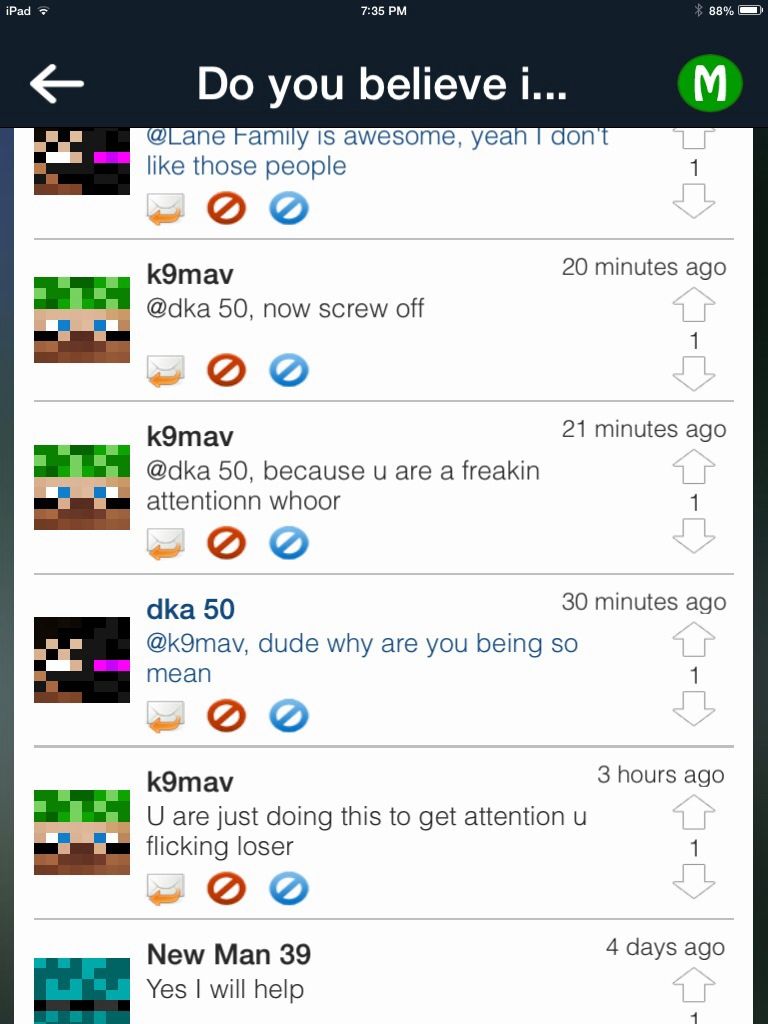 iPad 7:35 PM 88%
Do you believe i... M
@Lane Family is awesome, yeah I don't
like those people
1
k9mav 20 minutes ago
@dka 50, now screw off
1
k9mav 21 minutes ago
@dka 50, because u are a freakin
attentionn whoor
1
dka 50 30 minutes ago
@k9mav, dude why are you being so
mean
1
k9mav 3 hours ago
U are just doing this to get attention u
flicking loser
1
New Man 39 4 days ago
Yes I will help
1